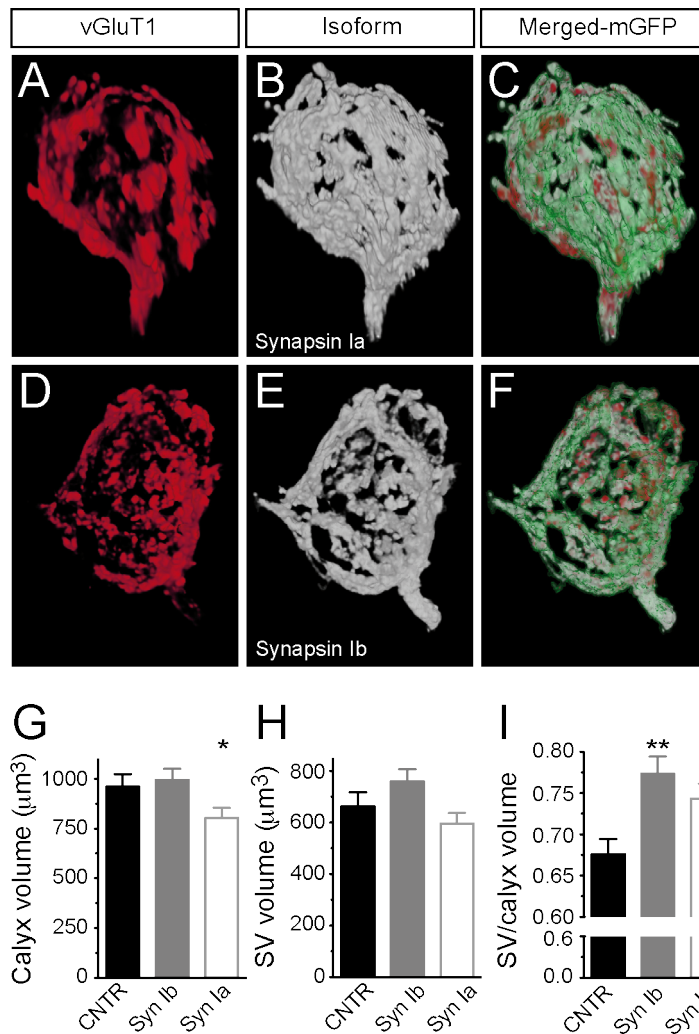 vGluT1
Isoform
Merged-mGFP
A
B
C
Synapsin Ia
D
E
F
Synapsin Ib
G
H
I
*
**
Calyx volume (μm³)
1000
750
500
250
0
CNTR
Syn Ib
Syn Ia
SV volume (μm³)
800
600
400
200
0
CNTR
Syn Ib
Syn Ia
SV/calyx volume
0.80
0.75
0.70
0.65
0.60
0.6
0.0
CNTR
Syn Ib